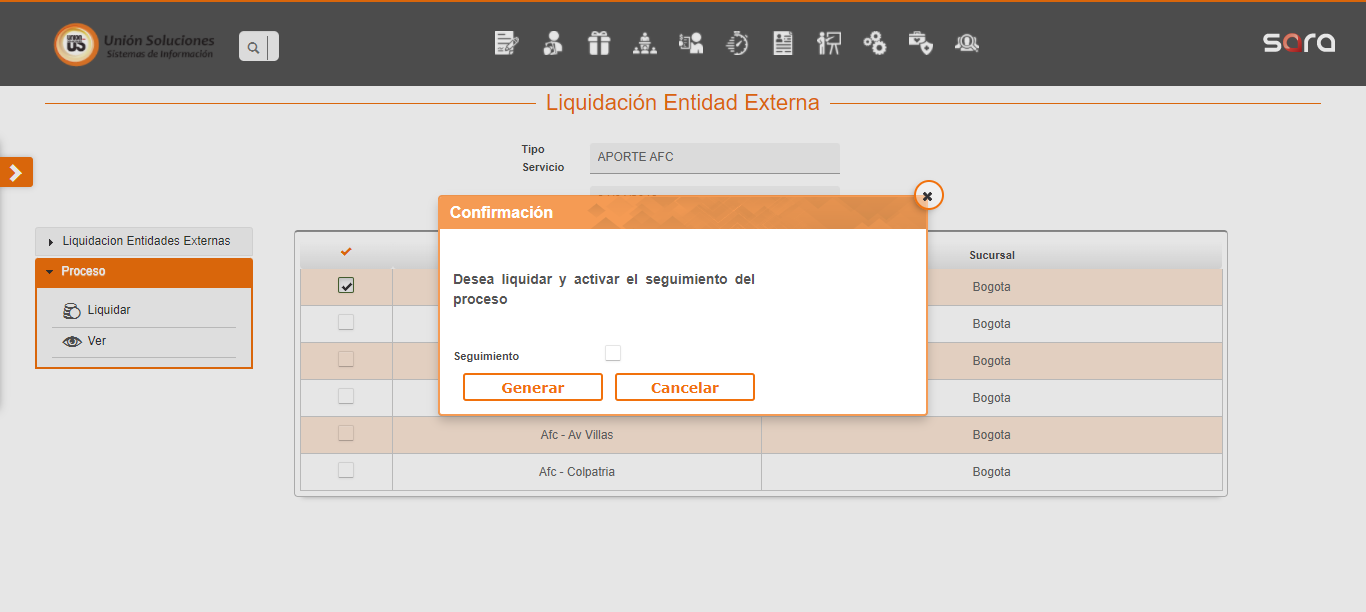 Unión Soluciones
Sistemas de Información
sara
Liquidación Entidad Externa
Tipo
Servicio
APORTE AFC
Confirmación
Liquidacion Entidades Externas
Proceso
Liquidar
Ver
Desea liquidar y activar el seguimiento del
proceso
Seguimiento
Generar
Cancelar
Sucursal
Bogota
Bogota
Bogota
Bogota
Afc - Av Villas
Bogota
Afc - Colpatria
Bogota